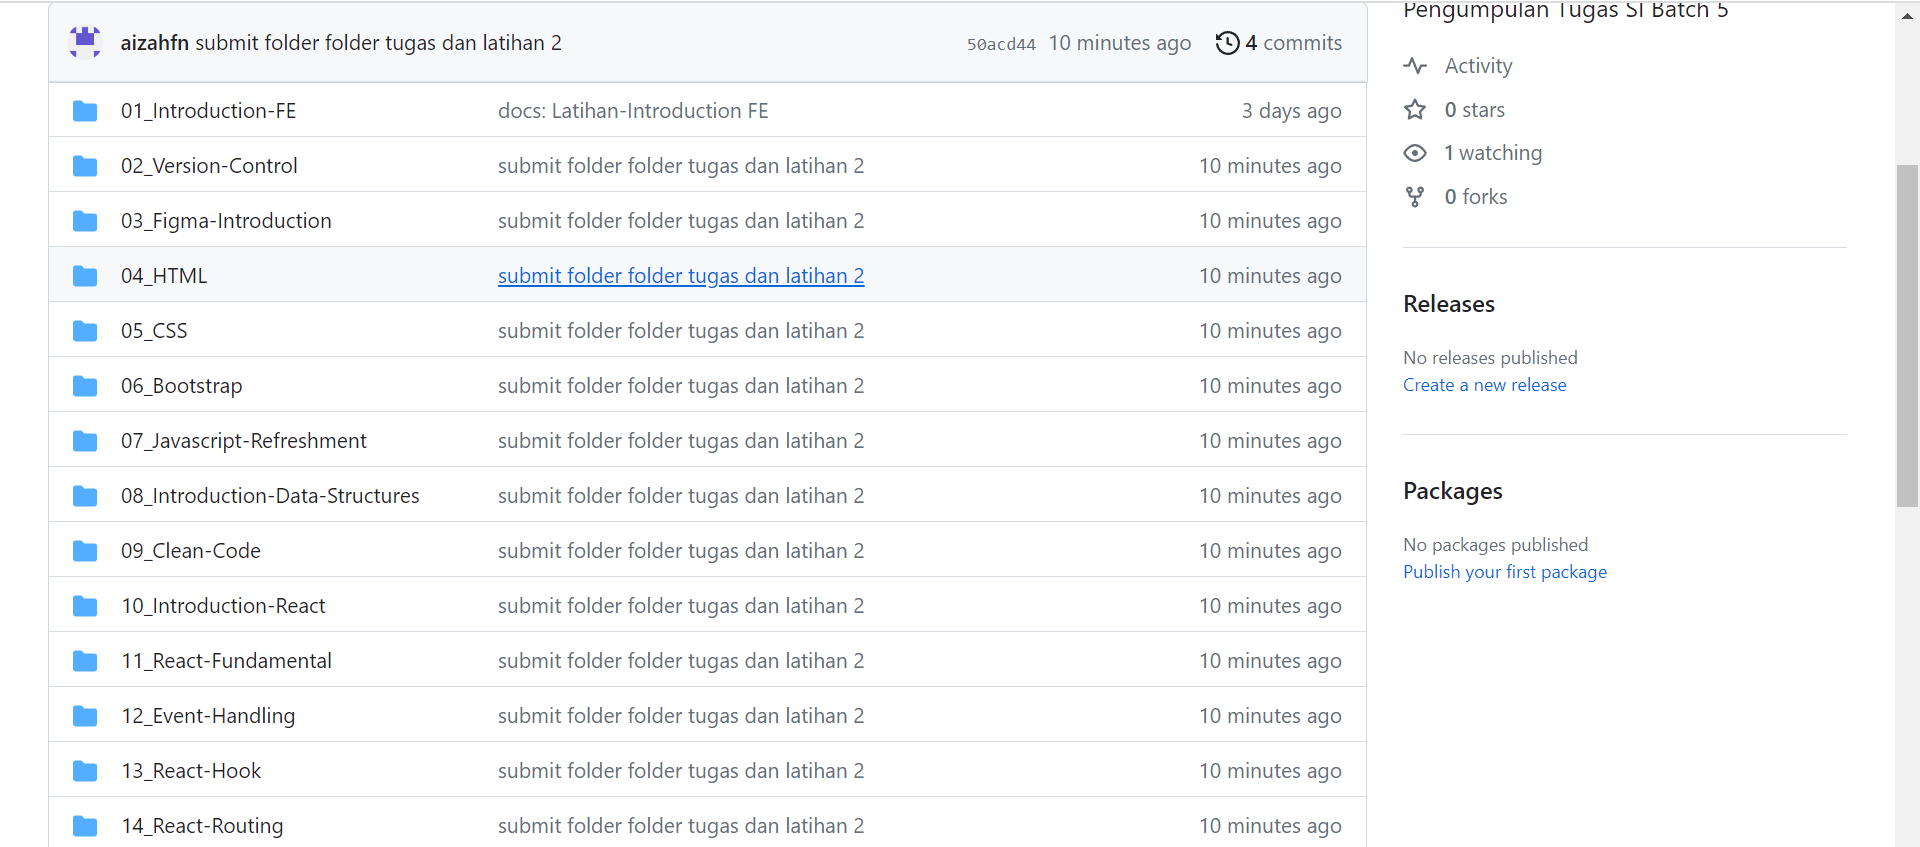 aizahfn submit folder folder tugas dan latihan 2 50acd44 10 minutes ago 4 commits
01_Introduction-FE docs: Latihan-Introduction FE 3 days ago
02_Version-Control submit folder folder tugas dan latihan 2 10 minutes ago
03_Figma-Introduction submit folder folder tugas dan latihan 2 10 minutes ago
04_HTML submit folder folder tugas dan latihan 2 10 minutes ago
05_CSS submit folder folder tugas dan latihan 2 10 minutes ago
06_Bootstrap submit folder folder tugas dan latihan 2 10 minutes ago
07_Javascript-Refreshment submit folder folder tugas dan latihan 2 10 minutes ago
08_Introduction-Data-Structures submit folder folder tugas dan latihan 2 10 minutes ago
09_Clean-Code submit folder folder tugas dan latihan 2 10 minutes ago
10_Introduction-React submit folder folder tugas dan latihan 2 10 minutes ago
11_React-Fundamental submit folder folder tugas dan latihan 2 10 minutes ago
12_Event-Handling submit folder folder tugas dan latihan 2 10 minutes ago
13_React-Hook submit folder folder tugas dan latihan 2 10 minutes ago
14_React-Routing submit folder folder tugas dan latihan 2 10 minutes ago
Pengumpulan Tugas SI Batch 5
Activity
0 stars
1 watching
0 forks
Releases
No releases published
Create a new release
Packages
No packages published
Publish your first package